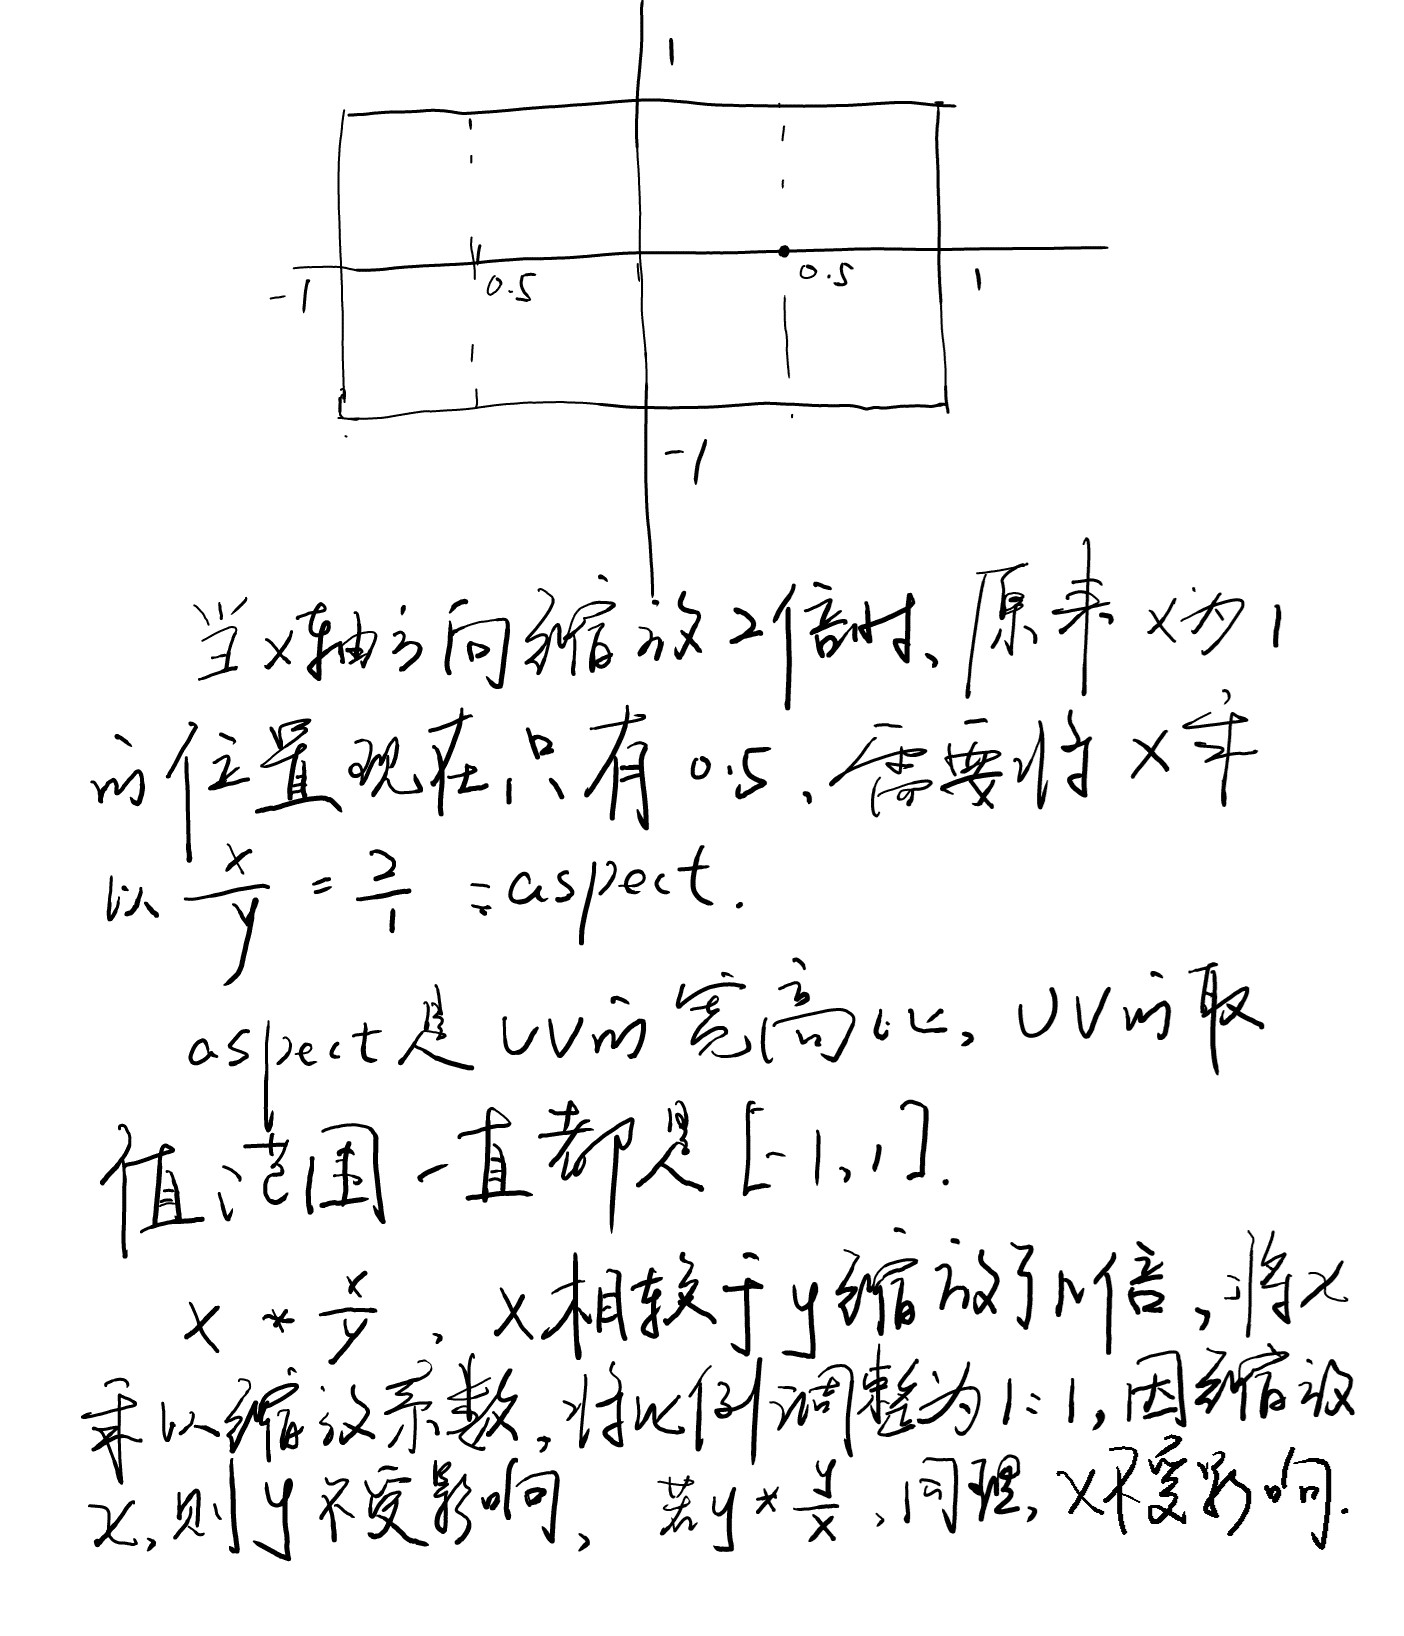 1
-1 0.5 0.5 1
-1
当x轴方向缩放2倍时、原来x为1
的位置现在只有0.5、需要将x乘
以 x/y = 2/1 = aspect.
aspect是UV的宽高比, UV的取
值范围一直都是[-1,1].
x * x/y 、x相较于y缩放了n倍,将x
乘以缩放系数,将比例调整为1:1,因缩放
x,则y不受影响, 若y * y/x、同理,x不受影响.